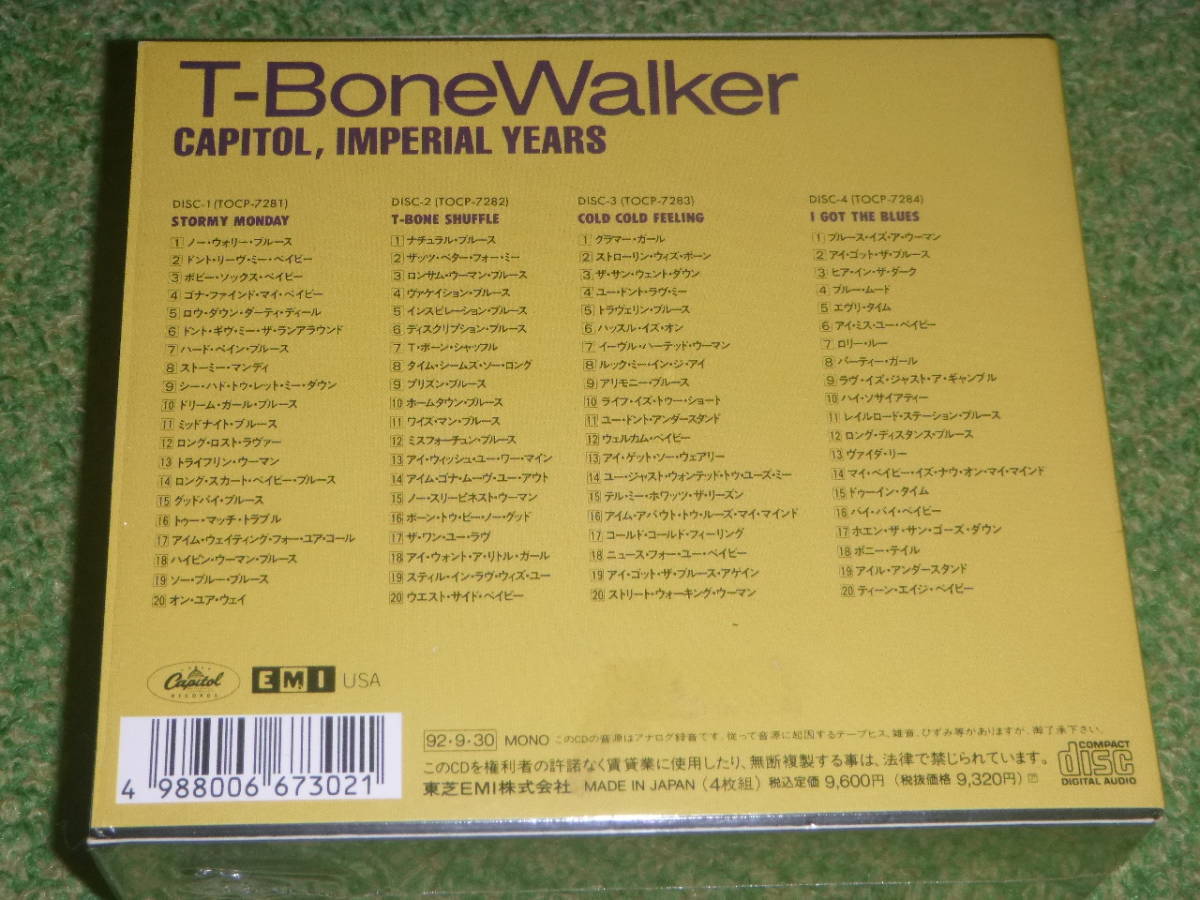 T-BoneWalker
CAPITOL, IMPERIAL YEARS
DISC-1 (TOCP-7281)
STORMY MONDAY
1 ノー・ウォリー・ブルース
2 ドント・リーヴ・ミー・ベイビー
3 ボビー・ソックス・ベイビー
4 ゴナ・ファインド・マイ・ベイビー
5 ロウ・ダウン・ダーティ・ディール
6 ドント・ギヴ・ミー・ザ・ランアラウンド
7 ハード・ペイン・ブルース
8 ストーミー・マンディ
9 シー・ハド・トゥ・レット・ミー・ダウン
10 ドリーム・ガール・ブルース
11 ミッドナイト・ブルース
12 ロング・ロスト・ラヴァー
13 トライフリン・ウーマン
14 ロング・スカート・ベイビー・ブルース
15 グッドバイ・ブルース
16 トゥー・マッチ・トラブル
17 アイム・ウェイティング・フォー・ユア・コール
18 ハイピン・ウーマン・ブルース
19 ソー・ブルー・ブルース
20 オン・ユア・ウェイ
DISC-2 (TOCP-7282)
T-BONE SHUFFLE
1 ナチュラル・ブルース
2 ザッツ・ベター・フォー・ミー
3 ロンサム・ウーマン・ブルース
4 ヴァケイション・ブルース
5 インスピレーション・ブルース
6 ディスクリプション・ブルース
7 T・ボーン・シャッフル
8 タイム・シームズ・ソー・ロング
9 プリズン・ブルース
10 ホームタウン・ブルース
11 ワイズ・マン・ブルース
12 ミスフォーチュン・ブルース
13 アイ・ウィッシュ・ユー・ワー・マイン
14 アイム・ゴナ・ムーヴ・ユー・アウト
15 ノー・スリーピネスト・ウーマン
16 ボーン・トゥ・ビー・ノー・グッド
17 ザ・ワン・ユー・ラヴ
18 アイ・ウォント・ア・リトル・ガール
19 スティル・イン・ラヴ・ウィズ・ユー
20 ウエスト・サイド・ベイビー
DISC-3 (TOCP-7283)
COLD COLD FEELING
1 グラマー・ガール
2 ストローリン・ウィズ・ボーン
3 ザ・サン・ウェント・ダウン
4 ユー・ドント・ラヴ・ミー
5 トラヴェリン・ブルース
6 ハッスル・イズ・オン
7 イーヴル・ハーテッド・ウーマン
8 ルック・ミー・イン・ジ・アイ
9 アリモニー・ブルース
10 ライフ・イズ・トゥー・ショート
11 ユー・ドント・アンダースタンド
12 ウェルカム・ベイビー
13 アイ・ゲット・ソー・ウェアリー
14 ユー・ジャスト・ウォンテッド・トゥ・ユーズ・ミー
15 テル・ミー・ホワッツ・ザ・リーズン
16 アイム・アバウト・トゥ・ルーズ・マイ・マインド
17 コールド・コールド・フィーリング
18 ニュース・フォー・ユー・ベイビー
19 アイ・ゴット・ザ・ブルース・アゲイン
20 ストリート・ウォーキング・ウーマン
DISC-4 (TOCP-7284)
I GOT THE BLUES
1 ブルース・イズ・ア・ウーマン
2 アイ・ゴット・ザ・ブルース
3 ヒア・イン・ザ・ダーク
4 ブルー・ムード
5 エヴリ・タイム
6 アイ・ミス・ユー・ベイビー
7 ロリー・ルー
8 パーティー・ガール
9 ラヴ・イズ・ジャスト・ア・ギャンブル
10 ハイ・ソサイアティー
11 レイルロード・ステーション・ブルース
12 ロング・ディスタンス・ブルース
13 ヴァイダ・リー
14 マイ・ベイビー・イズ・ナウ・オン・マイ・マインド
15 ドゥーイン・タイム
16 バイ・バイ・ベイビー
17 ホエン・ザ・サン・ゴーズ・ダウン
18 ポニー・テイル
19 アイル・アンダースタンド
20 ティーン・エイジ・ベイビー
Capitol
RECORDS
EMI USA
4 988006 673021
92・9・30 MONO このCDの音源はアナログ録音です。従って音源に起因するテープヒス、雑音、ひずみ等がありますが、御了承下さい。
このCDを権利者の許諾なく賃貸業に使用したり、無断複製する事は、法律で禁じられています。
東芝EMI株式会社 MADE IN JAPAN (4枚組) 税込定価 9,600円 (税抜価格 9,320円) Ⓟ
COMPACT
disc
DIGITAL AUDIO